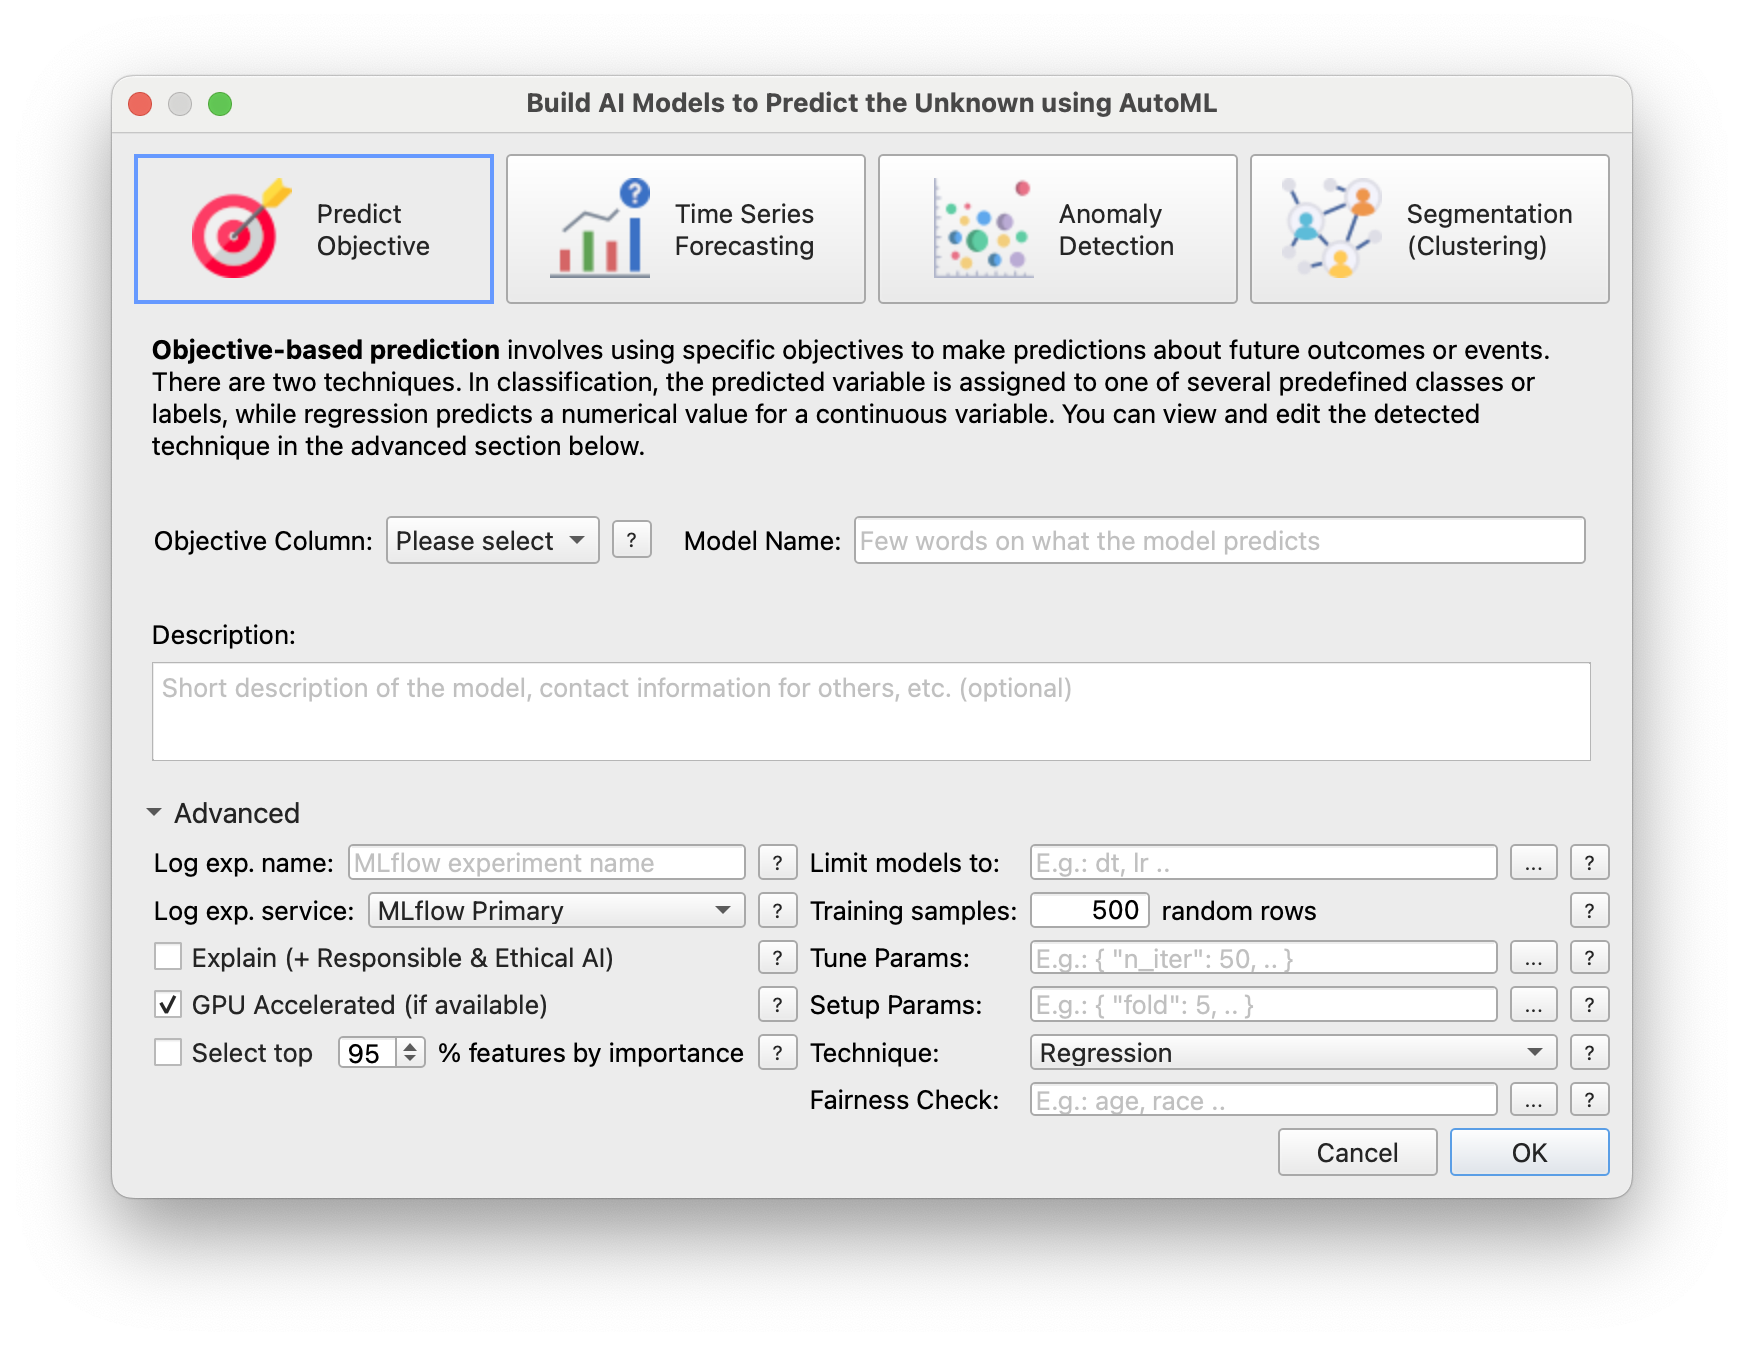 Build AI Models to Predict the Unknown using AutoML
Predict
Objective
?
Time Series
Forecasting
Anomaly
Detection
Segmentation
(Clustering)
Objective-based prediction involves using specific objectives to make predictions about future outcomes or events.
There are two techniques. In classification, the predicted variable is assigned to one of several predefined classes or
labels, while regression predicts a numerical value for a continuous variable. You can view and edit the detected
technique in the advanced section below.
Objective Column: Please select ? Model Name: Few words on what the model predicts
Description:
Short description of the model, contact information for others, etc. (optional)
Advanced
Log exp. name: MLflow experiment name ? Limit models to: E.g.: dt, lr .. ... ?
Log exp. service: MLflow Primary ? Training samples: 500 random rows ?
Explain (+ Responsible & Ethical AI) ? Tune Params: E.g.: { "n_iter": 50, .. } ... ?
GPU Accelerated (if available) ? Setup Params: E.g.: { "fold": 5, .. } ... ?
Select top 95 % features by importance ? Technique: Regression ?
Fairness Check: E.g.: age, race .. ... ?
Cancel OK